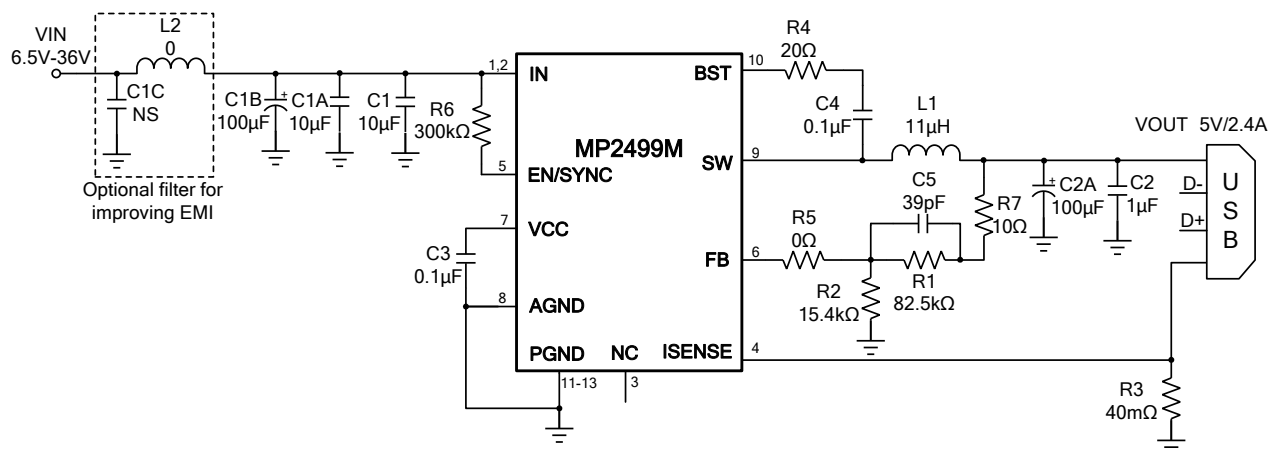 VIN
6.5V-36V
L2
0
C1C
NS
Optional filter for
improving EMI
C1B
100µF
+
C1A
10µF
C1
10µF
R6
300kΩ
1,2
IN
5
EN/SYNC
7
VCC
C3
0.1µF
8
AGND
PGND
11-13
NC
3
MP2499M
BST
10
R4
20Ω
C4
0.1µF
SW
9
L1
11µH
C5
39pF
R7
10Ω
FB
6
R5
0Ω
R1
82.5kΩ
R2
15.4kΩ
ISENSE
4
VOUT 5V/2.4A
+
C2A
100µF
C2
1µF
D-
D+
U
S
B
R3
40mΩ